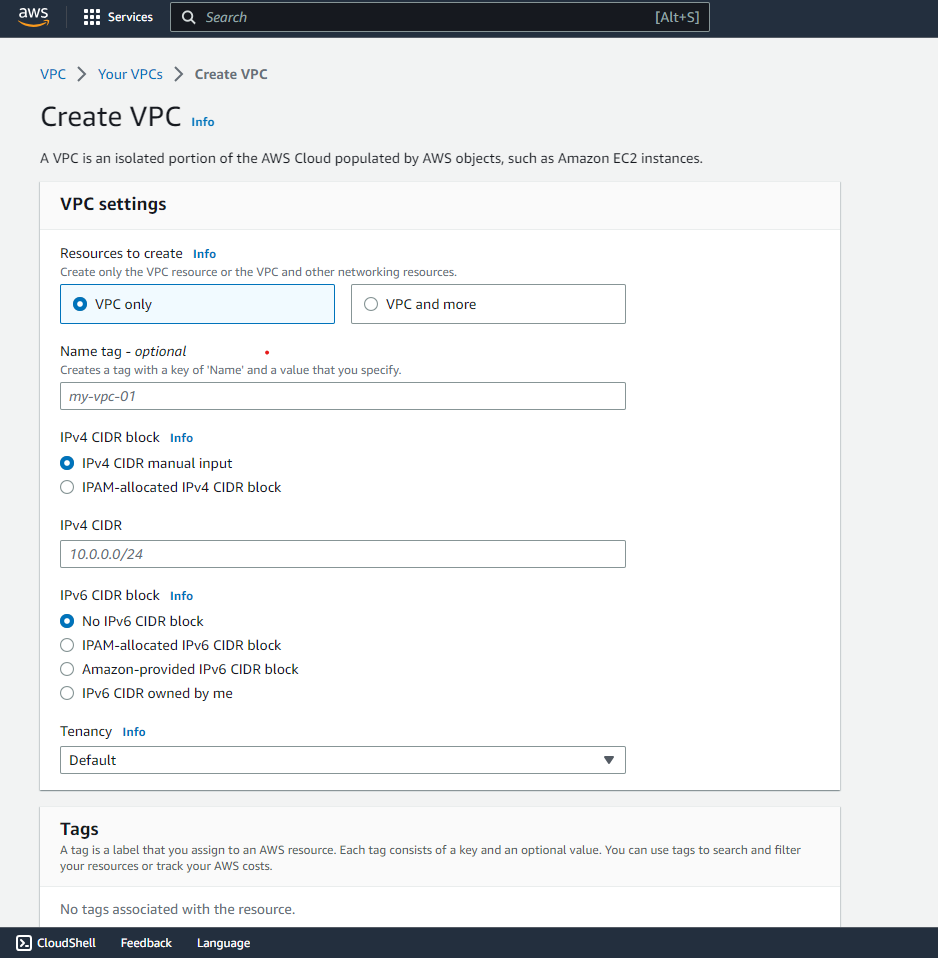 aws Services Search [Alt+S]
VPC Your VPCs Create VPC
Create VPC Info
A VPC is an isolated portion of the AWS Cloud populated by AWS objects, such as Amazon EC2 instances.
VPC settings
Resources to create Info
Create only the VPC resource or the VPC and other networking resources.
VPC only VPC and more
Name tag - optional
Creates a tag with a key of 'Name' and a value that you specify.
my-vpc-01
IPv4 CIDR block Info
IPv4 CIDR manual input
IPAM-allocated IPv4 CIDR block
IPv4 CIDR
10.0.0.0/24
IPv6 CIDR block Info
No IPv6 CIDR block
IPAM-allocated IPv6 CIDR block
Amazon-provided IPv6 CIDR block
IPv6 CIDR owned by me
Tenancy Info
Default
Tags
A tag is a label that you assign to an AWS resource. Each tag consists of a key and an optional value. You can use tags to search and filter
your resources or track your AWS costs.
No tags associated with the resource.
CloudShell Feedback Language